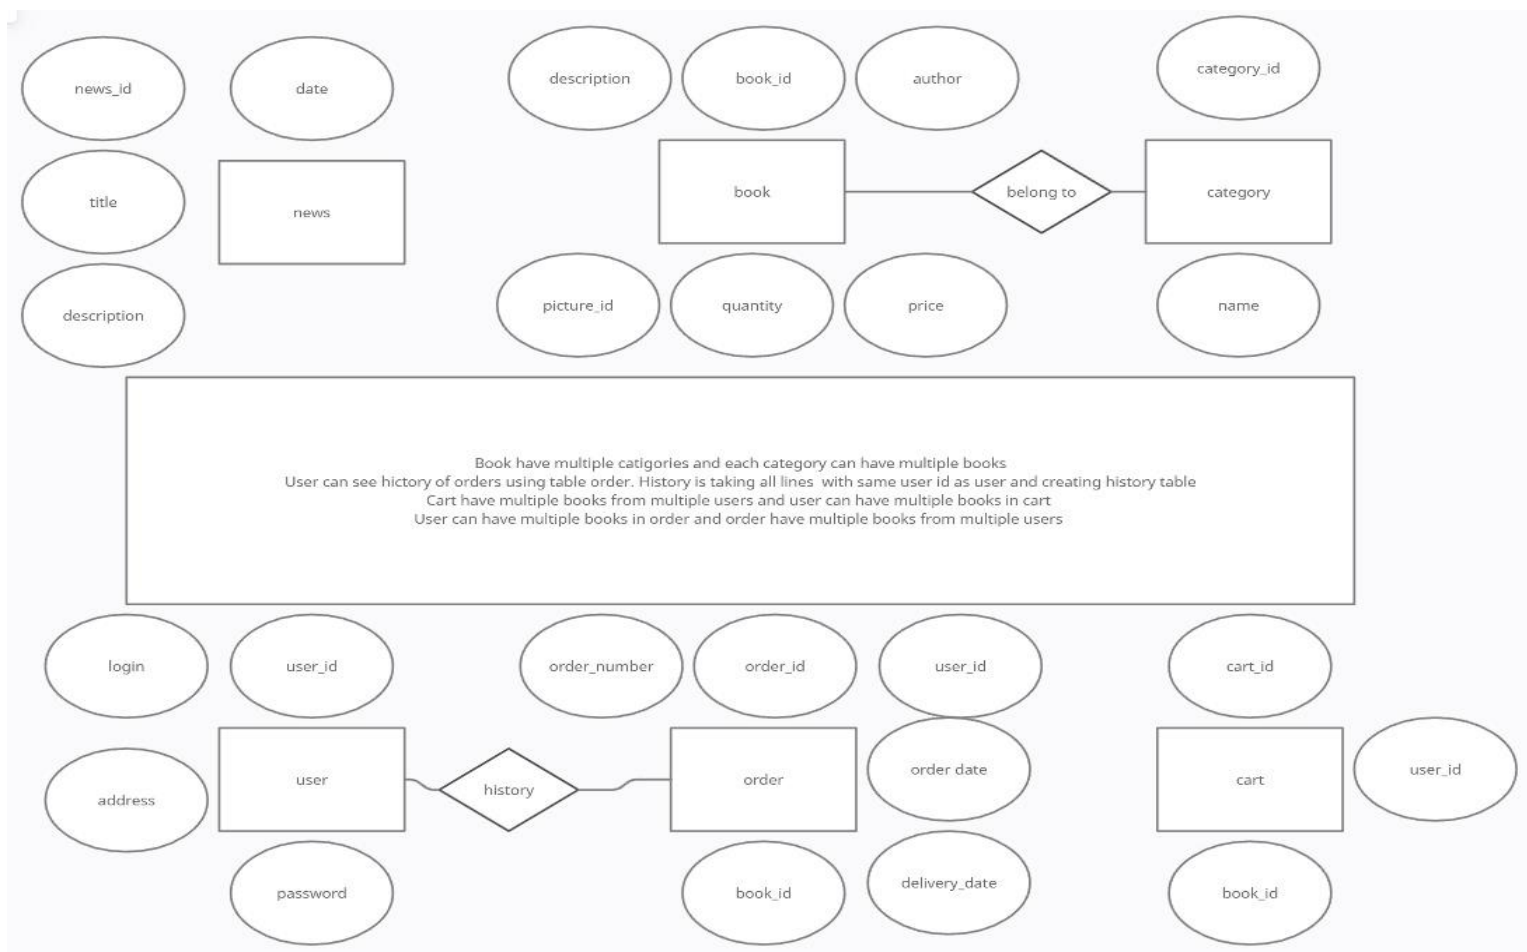 news_id
date
title
news
description
description
book_id
author
category_id
book
belong to
category
picture_id
quantity
price
name
Book have multiple catigories and each category can have multiple books
User can see hictory of orders using table order. History is taking all lines with same user id as user and creating history table
Cart have multiple books from multiple users and user can have multiple books in cart
User can have multiple books in order and order have multiple books from multiple users
login
user_id
order_number
order_id
user_id
cart_id
address
user
history
order
order date
cart
user_id
password
book_id
delivery_date
book_id